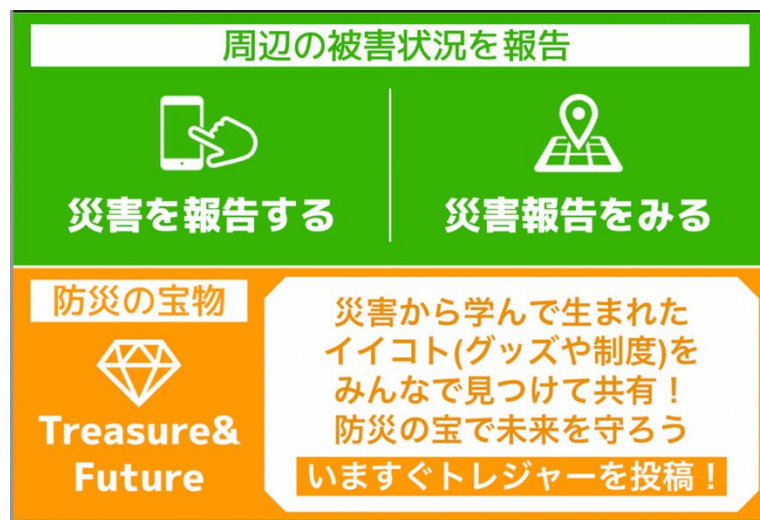 周辺の被害状況を報告
災害を報告する
災害報告をみる
防災の宝物
Treasure&
Future
災害から学んで生まれた
イイコト(グッズや制度)を
みんなで見つけて共有！
防災の宝で未来を守ろう
いますぐトレジャーを投稿！